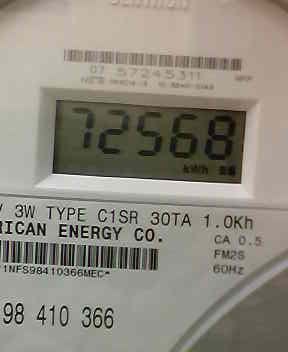 07 57245311
72568
kWh
V 3W TYPE C1SR 30TA 1.0Kh
RICAN ENERGY CO.
CA 0.5
FM2S
60Hz
1NFS98410366MEC*
98 410 366